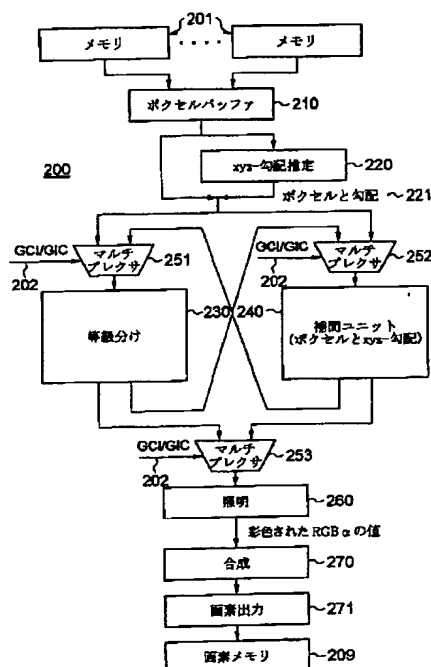 201
メモリ
メモリ
ボクセルバッファ
210
200
xyz-勾配推定
220
ボクセルと勾配 ~221
GCI/GIC
202
マルチ
プレクサ
251
GCI/GIC
202
マルチ
プレクサ
252
等級分け
230
240
補間ユニット
(ボクセルとxyz-勾配)
GCI/GIC
202
マルチ
プレクサ
253
照明
260
彩色されたRGBαの値
合成
270
画素出力
271
画素メモリ
209